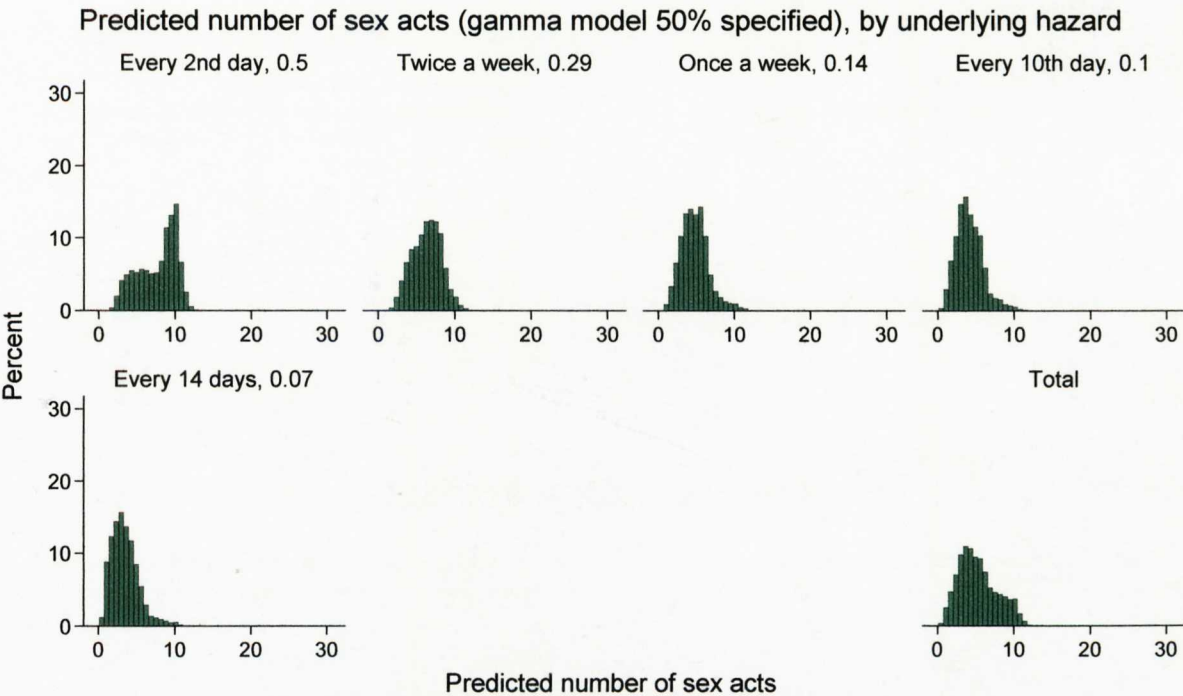 Predicted number of sex acts (gamma model 50% specified), by underlying hazard
Every 2nd day, 0.5
Twice a week, 0.29
Once a week, 0.14
Every 10th day, 0.1
30
20
10
0
0 10 20 30
0 10 20 30
0 10 20 30
0 10 20 30
Percent
Every 14 days, 0.07
Total
30
20
10
0
0 10 20 30
0 10 20 30
Predicted number of sex acts